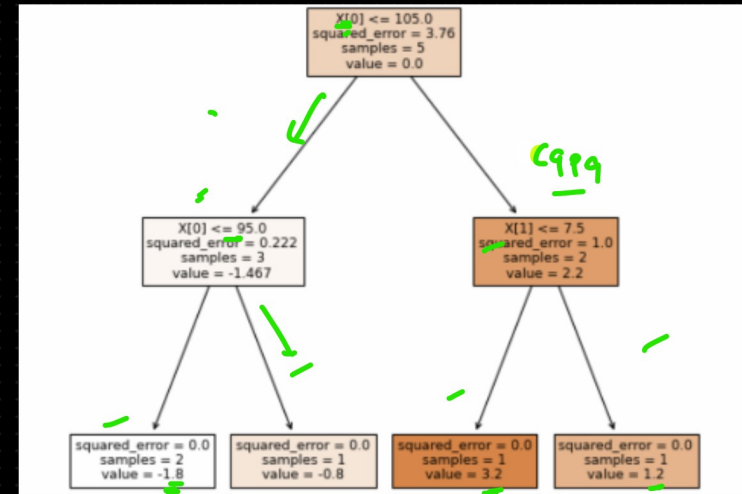 X[0] <= 105.0
squared_error = 3.76
samples = 5
value = 0.0
cgpa
X[0] <= 95.0
squared_error = 0.222
samples = 3
value = -1.467
X[1] <= 7.5
squared_error = 1.0
samples = 2
value = 2.2
squared_error = 0.0
samples = 2
value = -1.8
squared_error = 0.0
samples = 1
value = -0.8
squared_error = 0.0
samples = 1
value = 3.2
squared_error = 0.0
samples = 1
value = 1.2